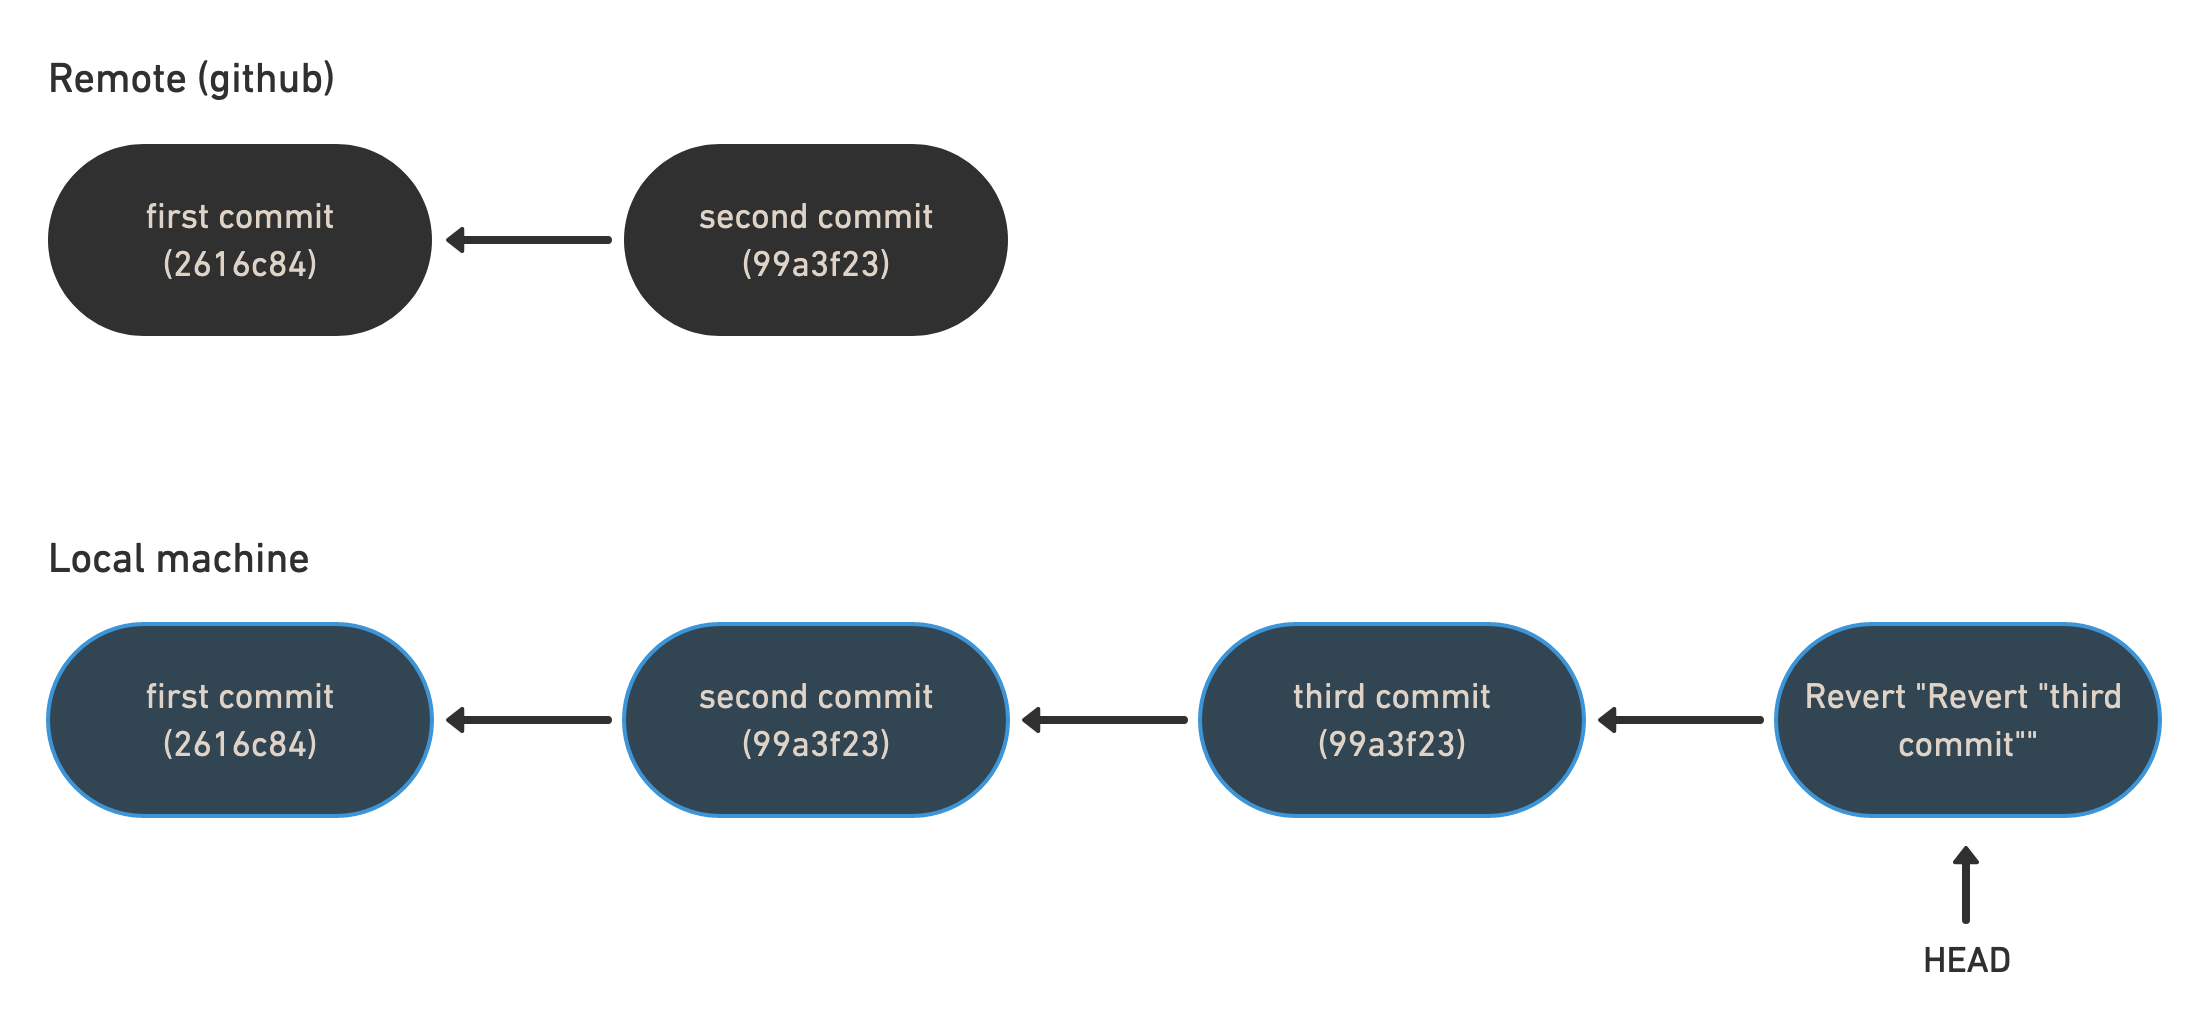 Remote (github)
first commit
(2616c84)
second commit
(99a3f23)
Local machine
first commit
(2616c84)
second commit
(99a3f23)
third commit
(99a3f23)
Revert "Revert "third
commit""
HEAD